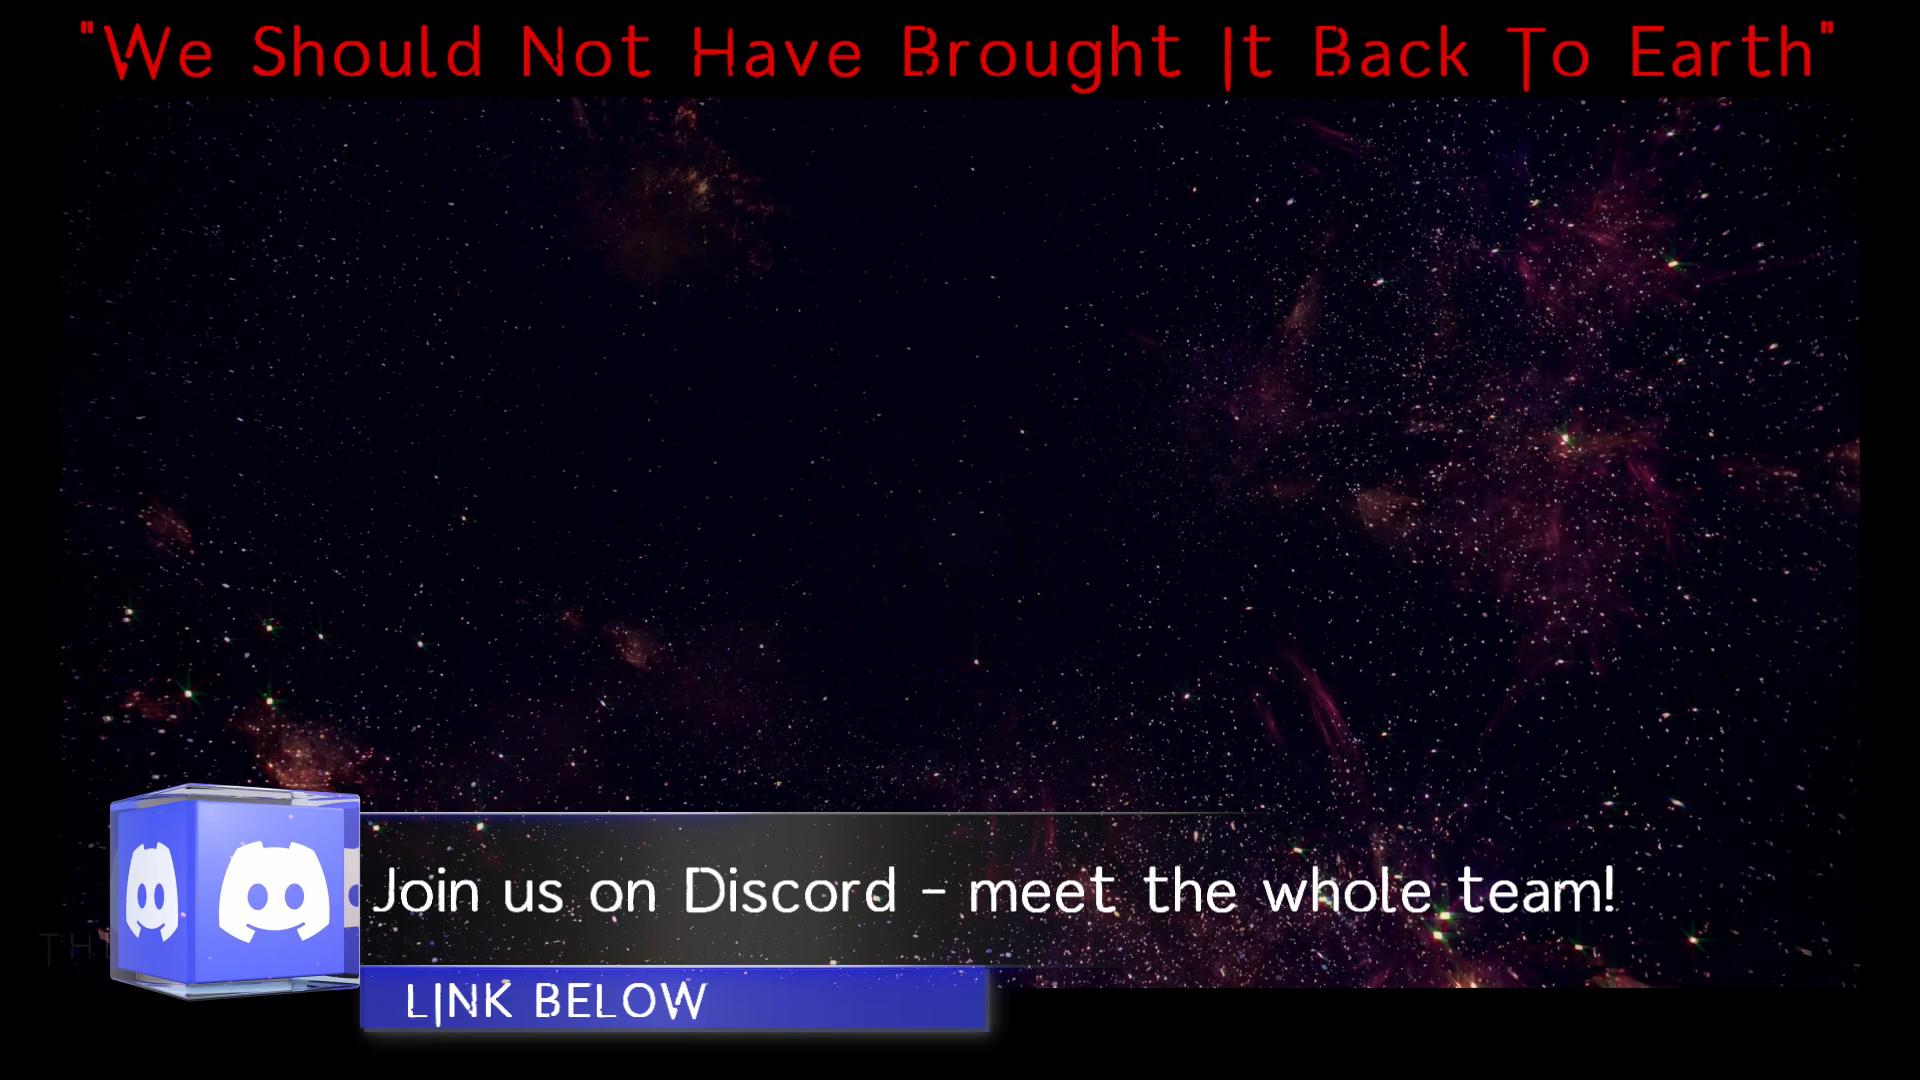 "We Should Not Have Brought It Back To Earth"
Join us on Discord - meet the whole team!
LINK BELOW